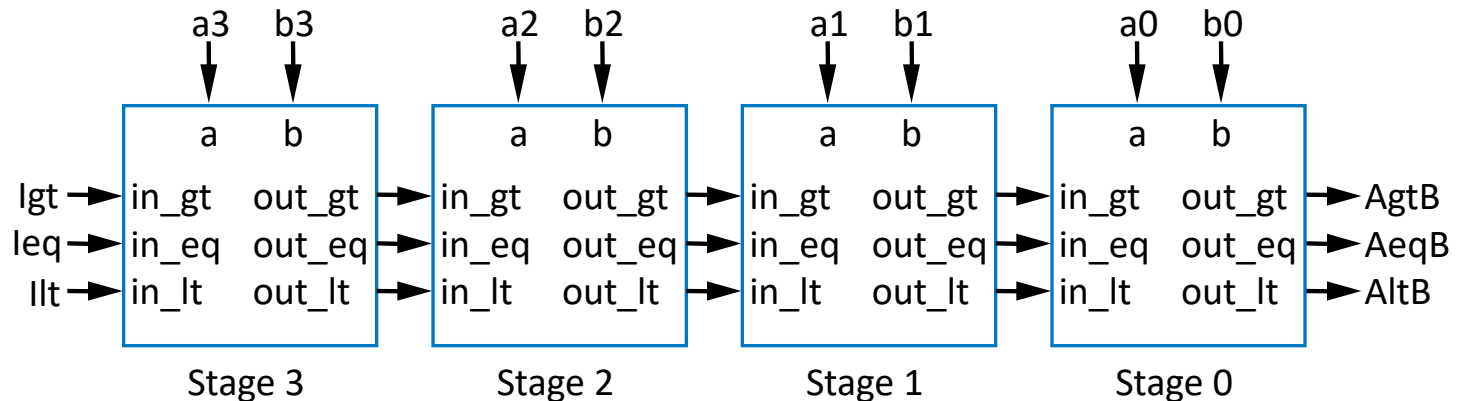 a3 b3 a2 b2 a1 b1 a0 b0
a b a b a b a b
Igt in_gt out_gt in_gt out_gt in_gt out_gt in_gt out_gt AgtB
Ieq in_eq out_eq in_eq out_eq in_eq out_eq in_eq out_eq AeqB
Ilt in_lt out_lt in_lt out_lt in_lt out_lt in_lt out_lt AltB
Stage 3 Stage 2 Stage 1 Stage 0